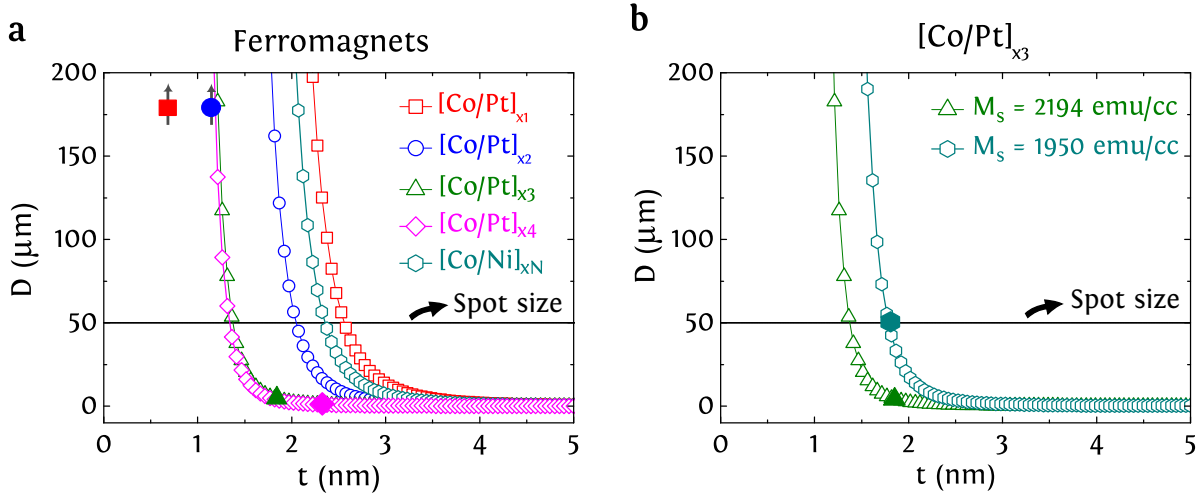 a
Ferromagnets
200
150
100
50
0
D (μm)
0 1 2 3 4 5
t (nm)
[Co/Pt]x1
[Co/Pt]x2
[Co/Pt]x3
[Co/Pt]x4
[Co/Ni]xN
Spot size
b
[Co/Pt]x3
200
150
100
50
0
D (μm)
0 1 2 3 4 5
t (nm)
Ms = 2194 emu/cc
Ms = 1950 emu/cc
Spot size